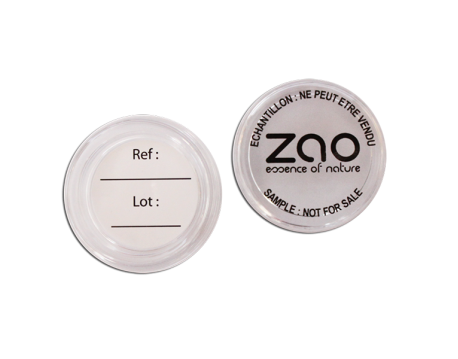 Ref :
Lot :
ECHANTILLON : NE PEUT ETRE VENDU
zao
essence of nature
SAMPLE : NOT FOR SALE